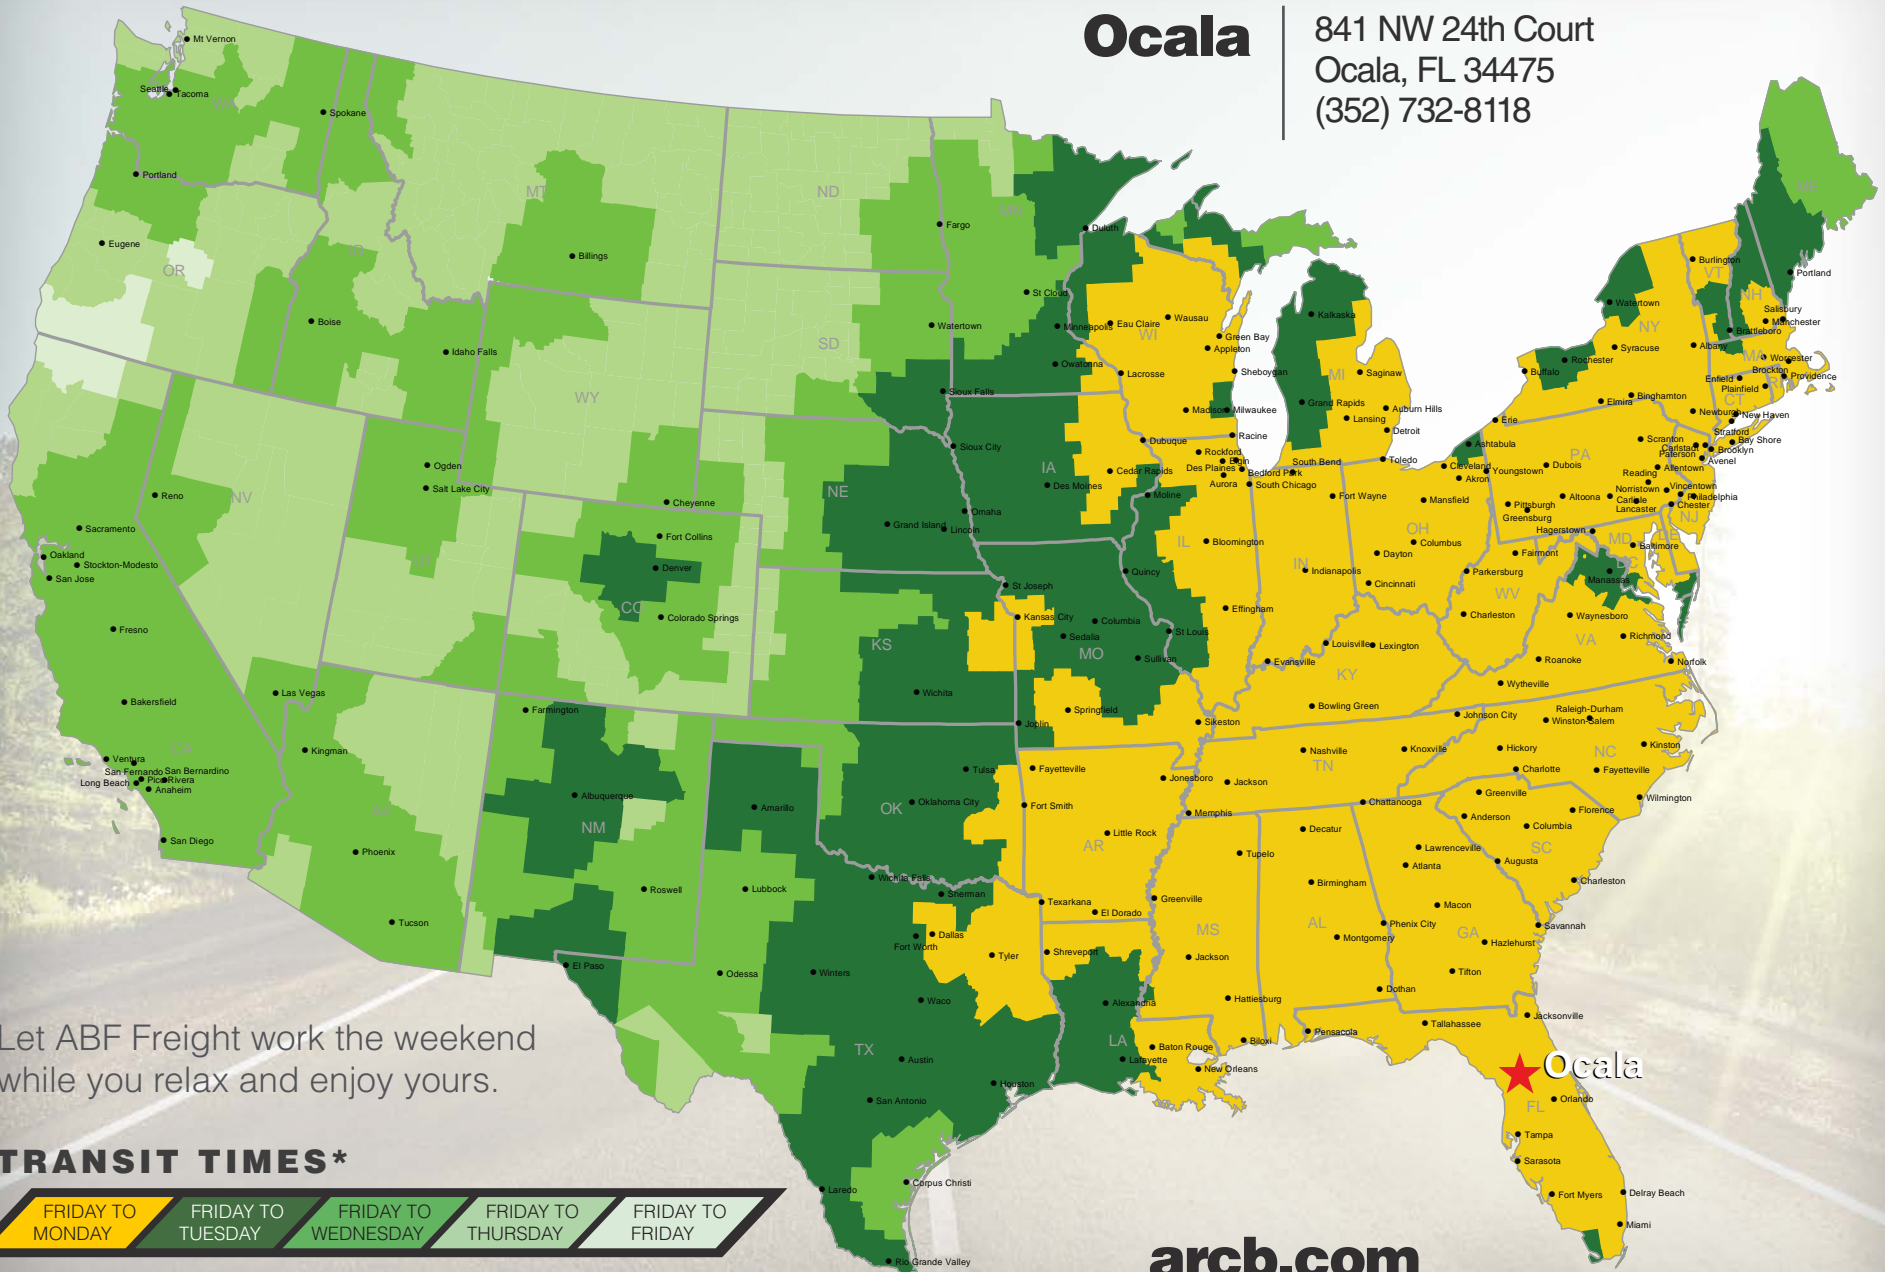 Ocala
841 NW 24th Court
Ocala, FL 34475
(352) 732-8118
Mt Vernon
Seattle
Tacoma
WA
Spokane
Portland
Eugene
OR
ID
Boise
Idaho Falls
MT
Billings
ND
Fargo
MN
Duluth
St Cloud
Minneapolis
Owatonna
Watertown
SD
Sioux Falls
WY
Cheyenne
Eau Claire
Wausau
WI
Green Bay
Appleton
Lacrosse
Sheboygan
Madison
Milwaukee
Racine
Kalkaska
MI
Saginaw
Grand Rapids
Lansing
Auburn Hills
Detroit
ME
Portland
Burlington
VT
NH
Salisbury
Manchester
Brattleboro
Watertown
NY
Syracuse
Rochester
Buffalo
Albany
MA
Worcester
Brockton
Providence
Enfield
Plainfield
RI
CT
Elmira
Binghamton
Newburgh
New Haven
Stratford
Bay Shore
Brooklyn
Carlstadt
Paterson
Avenel
Erie
Scranton
PA
Dubois
Allentown
Reading
Norristown
Vincentown
Philadelphia
Chester
Carlisle
Lancaster
Altoona
Pittsburgh
Greensburg
NJ
Ashtabula
Cleveland
Youngstown
Akron
Toledo
Mansfield
OH
Columbus
Dayton
Cincinnati
Hagerstown
MD
DE
Baltimore
DC
Manassas
Fairmont
Parkersburg
WV
Charleston
Waynesboro
VA
Richmond
Roanoke
Norfolk
Wytheville
Sioux City
IA
Dubuque
Cedar Rapids
Des Moines
Rockford
Elgin
Des Plaines
Bedford Park
Aurora
South Chicago
Moline
IL
Bloomington
Quincy
Effingham
South Bend
Fort Wayne
IN
Indianapolis
Evansville
Louisville
Lexington
KY
Bowling Green
NE
Grand Island
Omaha
Lincoln
Reno
NV
Ogden
Salt Lake City
UT
Fort Collins
Denver
CO
Colorado Springs
Sacramento
Oakland
Stockton-Modesto
San Jose
Fresno
Bakersfield
CA
Ventura
San Fernando
San Bernardino
Pico Rivera
Long Beach
Anaheim
San Diego
Las Vegas
Kingman
AZ
Phoenix
Tucson
Farmington
Albuquerque
NM
Roswell
KS
Wichita
St Joseph
Kansas City
Columbia
Sedalia
MO
St Louis
Sullivan
Springfield
Joplin
Sikeston
Tulsa
OK
Oklahoma City
Fayetteville
Fort Smith
Jonesboro
Little Rock
AR
Texarkana
El Dorado
Nashville
TN
Knoxville
Johnson City
Jackson
Memphis
Chattanooga
Raleigh-Durham
Winston-Salem
Hickory
NC
Kinston
Charlotte
Fayetteville
Wilmington
Greenville
Anderson
Florence
Columbia
SC
Charleston
Amarillo
Lubbock
Wichita Falls
Sherman
Dallas
Fort Worth
Tyler
El Paso
Odessa
Winters
Waco
TX
Austin
Houston
San Antonio
Corpus Christi
Laredo
Rio Grande Valley
Shreveport
Alexandria
LA
Lafayette
Baton Rouge
New Orleans
Tupelo
Greenville
MS
Jackson
Hattiesburg
Biloxi
Decatur
Birmingham
AL
Montgomery
Phenix City
Dothan
Lawrenceville
Atlanta
Augusta
Macon
GA
Hazlehurst
Savannah
Tifton
Pensacola
Tallahassee
Jacksonville
Ocala
Orlando
FL
Tampa
Sarasota
Fort Myers
Delray Beach
Miami
Let ABF Freight work the weekend
while you relax and enjoy yours.
TRANSIT TIMES*
FRIDAY TO
MONDAY
FRIDAY TO
TUESDAY
FRIDAY TO
WEDNESDAY
FRIDAY TO
THURSDAY
FRIDAY TO
FRIDAY
arcb.com